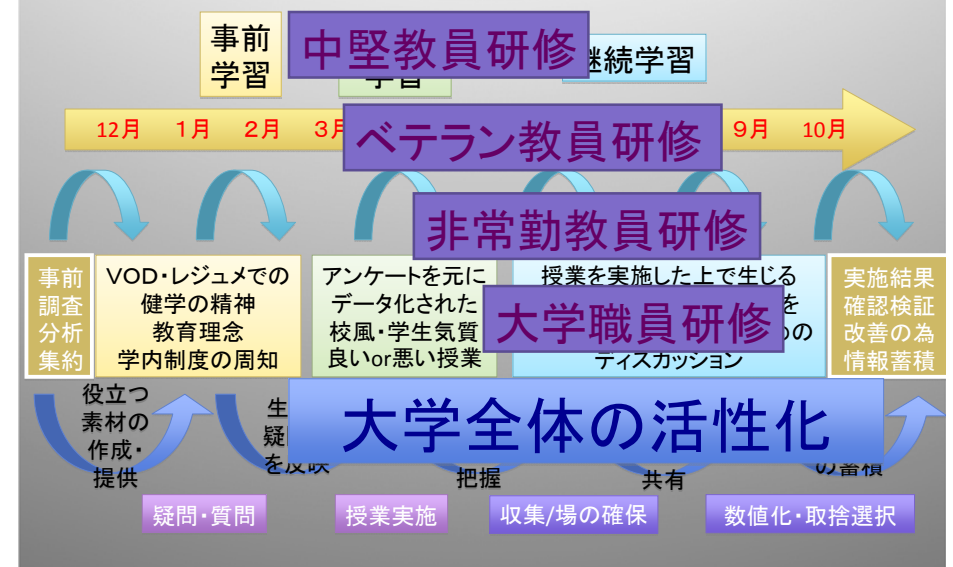 事前
学習
中堅教員研修
学習
継続学習
12月 1月 2月 3月 9月 10月
ベテラン教員研修
非常勤教員研修
大学職員研修
事前
調査
分析
集約
VOD・レジュメでの
健学の精神
教育理念
学内制度の周知
アンケートを元に
データ化された
校風・学生気質
良いor悪い授業
授業を実施した上で生じる
を
の
ディスカッション
実施結果
確認検証
改善の為
情報蓄積
大学全体の活性化
役立つ
素材の
作成・
提供
生
疑
を反映
把握
共有
の蓄積
疑問・質問
授業実施
収集/場の確保
数値化・取捨選択